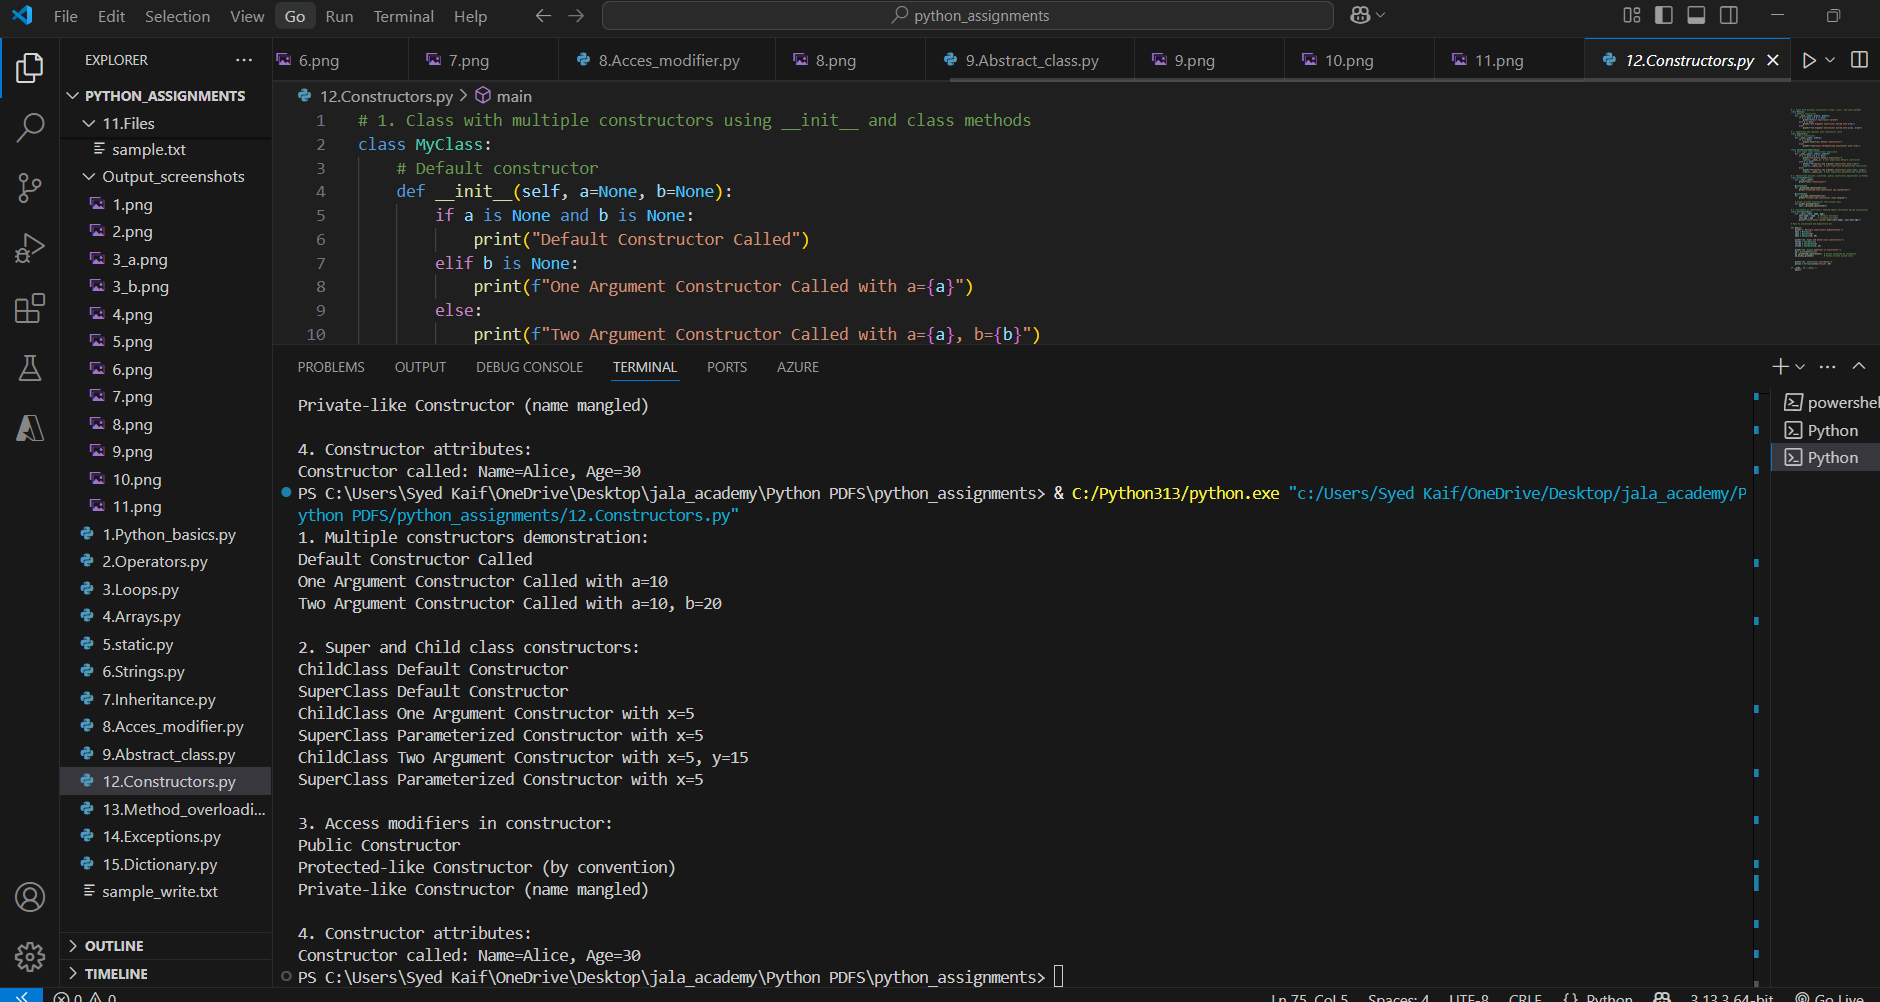 File Edit Selection View Go Run Terminal Help
python_assignments
EXPLORER
6.png 7.png 8.Acces_modifier.py 8.png 9.Abstract_class.py 9.png 10.png 11.png 12.Constructors.py
PYTHON_ASSIGNMENTS
11.Files
sample.txt
Output_screenshots
1.png
2.png
3_a.png
3_b.png
4.png
5.png
6.png
7.png
8.png
9.png
10.png
11.png
1.Python_basics.py
2.Operators.py
3.Loops.py
4.Arrays.py
5.static.py
6.Strings.py
7.Inheritance.py
8.Acces_modifier.py
9.Abstract_class.py
12.Constructors.py
13.Method_overloadi...
14.Exceptions.py
15.Dictionary.py
sample_write.txt
OUTLINE
TIMELINE
12.Constructors.py > main
1 # 1. Class with multiple constructors using __init__ and class methods
2 class MyClass:
3 # Default constructor
4 def __init__(self, a=None, b=None):
5 if a is None and b is None:
6 print("Default Constructor Called")
7 elif b is None:
8 print(f"One Argument Constructor Called with a={a}")
9 else:
10 print(f"Two Argument Constructor Called with a={a}, b={b}")
PROBLEMS OUTPUT DEBUG CONSOLE TERMINAL PORTS AZURE
powershel
Python
Python
Private-like Constructor (name mangled)
4. Constructor attributes:
Constructor called: Name=Alice, Age=30
PS C:\Users\Syed Kaif\OneDrive\Desktop\jala_academy\Python PDFS\python_assignments> & C:/Python313/python.exe "c:/Users/Syed Kaif/OneDrive/Desktop/jala_academy/P
ython PDFS/python_assignments/12.Constructors.py"
1. Multiple constructors demonstration:
Default Constructor Called
One Argument Constructor Called with a=10
Two Argument Constructor Called with a=10, b=20
2. Super and Child class constructors:
ChildClass Default Constructor
SuperClass Default Constructor
ChildClass One Argument Constructor with x=5
SuperClass Parameterized Constructor with x=5
ChildClass Two Argument Constructor with x=5, y=15
SuperClass Parameterized Constructor with x=5
3. Access modifiers in constructor:
Public Constructor
Protected-like Constructor (by convention)
Private-like Constructor (name mangled)
4. Constructor attributes:
Constructor called: Name=Alice, Age=30
PS C:\Users\Syed Kaif\OneDrive\Desktop\jala_academy\Python PDFS\python_assignments>
0 0 Ln 75, Col 5 Spaces: 4 UTF-8 CRLF {} Python 3.13.3 64-bit Go Live